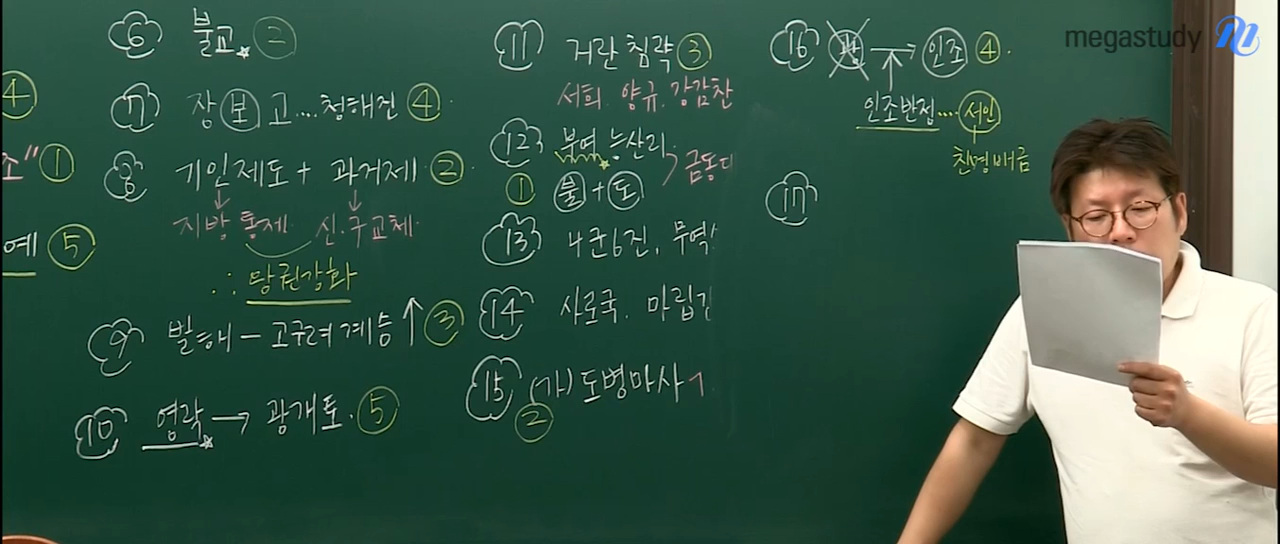 ④
소" ①
예 ⑤
⑥ 불교 ②
⑦ 장보고....청해진 ④
⑧ 기인제도 + 과거제 ②
지방통제 신·구교체
∴ 왕권강화
⑨ 발해 - 고구려계승 ↑ ③
⑩ 영락 → 광개토 ⑤
⑪ 거란 침략 ③
서희. 양규. 강감찬
⑫ 부여 능산리
① 불 + 도 금동대
⑬ 4군6진, 무역
⑭ 사로국. 마립간
⑮ (가) 도병마사
②
⑯ → 인조 ④
인조반정....서인
친명배금
⑰
megastudy